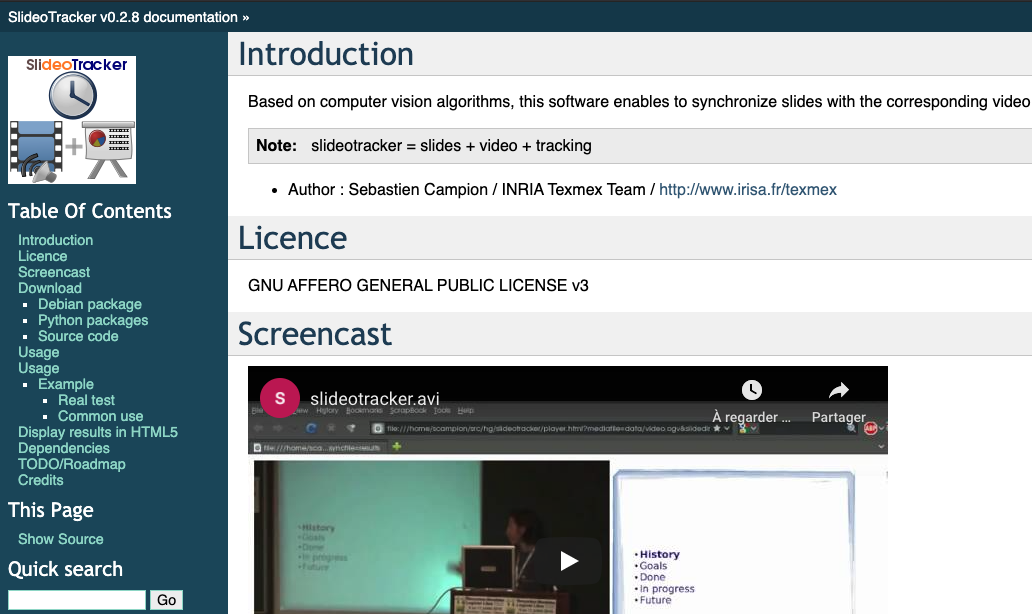 SlideoTracker v0.2.8 documentation »
SlideoTracker
Table Of Contents
Introduction
Licence
Screencast
Download
Debian package
Python packages
Source code
Usage
Usage
Example
Real test
Common use
Display results in HTML5
Dependencies
TODO/Roadmap
Credits
This Page
Show Source
Quick search
Go
Introduction
Based on computer vision algorithms, this software enables to synchronize slides with the corresponding video
Note: slideotracker = slides + video + tracking
• Author : Sebastien Campion / INRIA Texmex Team / http://www.irisa.fr/texmex
Licence
GNU AFFERO GENERAL PUBLIC LICENSE v3
Screencast
S slideotracker.avi
À regarder ... Partager
History Bookmarks ScrapBook Tools Help
file:///home/scampion/src/hg/slideotracker/player.html?mediafile=data/video.ogv&slidedir
ABP
file:///home/sca...syncfile=results
•History
•Goals
•Done
•In progress
•Future
•History
•Goals
•Done
•In progress
•Future